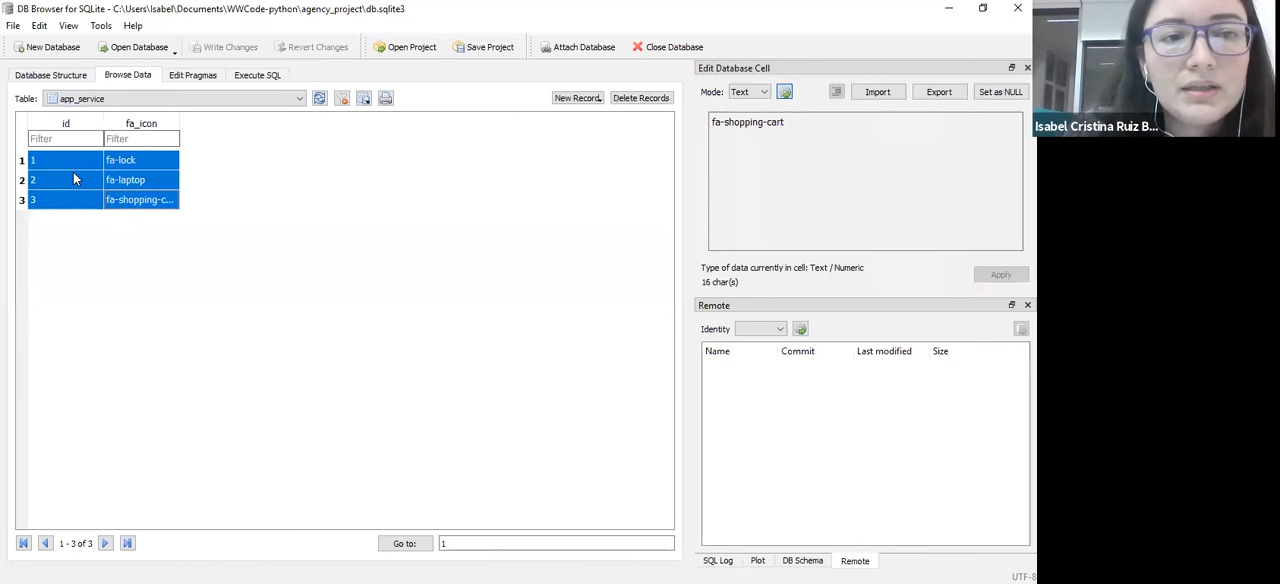 DB Browser for SQLite - C:\Users\Isabel\Documents\WWCode-python\agency_project\db.sqlite3
File Edit View Tools Help
New Database Open Database Write Changes Revert Changes Open Project Save Project Attach Database Close Database
Database Structure Browse Data Edit Pragmas Execute SQL
Table: app_service New Record Delete Records
id fa_icon
Filter Filter
1 1 fa-lock
2 2 fa-laptop
3 3 fa-shopping-c...
1 - 3 of 3 Go to: 1
Edit Database Cell
Mode: Text Import Export Set as NULL
fa-shopping-cart
Type of data currently in cell: Text / Numeric
16 char(s)
Apply
Remote
Identity
Name Commit Last modified Size
SQL Log Plot DB Schema Remote
UTF-8
Isabel Cristina Ruiz B...